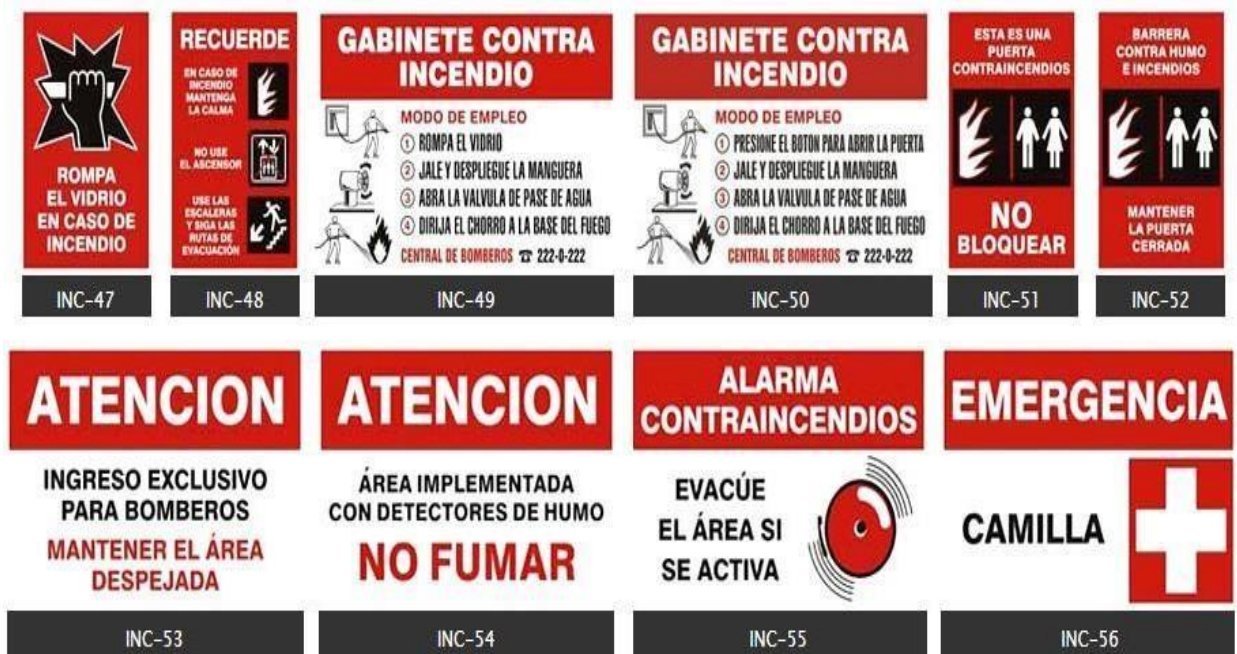 ROMPA
EL VIDRIO
EN CASO DE
INCENDIO
INC-47
RECUERDE
EN CASO DE
INCENDIO
MANTENGA
LA CALMA
NO USE
EL ASCENSOR
USE LAS
ESCALERAS
Y SIGA LAS
RUTAS DE
EVACUACIÓN
INC-48
GABINETE CONTRA
INCENDIO
MODO DE EMPLEO
1 ROMPA EL VIDRIO
2 JALE Y DESPLIEGUE LA MANGUERA
3 ABRA LA VALVULA DE PASE DE AGUA
4 DIRIJA EL CHORRO A LA BASE DEL FUEGO
CENTRAL DE BOMBEROS ☎ 222-0-222
INC-49
GABINETE CONTRA
INCENDIO
MODO DE EMPLEO
1 PRESIONE EL BOTON PARA ABRIR LA PUERTA
2 JALE Y DESPLIEGUE LA MANGUERA
3 ABRA LA VALVULA DE PASE DE AGUA
4 DIRIJA EL CHORRO A LA BASE DEL FUEGO
CENTRAL DE BOMBEROS ☎ 222-0-222
INC-50
ESTA ES UNA
PUERTA
CONTRAINCENDIOS
NO
BLOQUEAR
INC-51
BARRERA
CONTRA HUMO
E INCENDIOS
MANTENER
LA PUERTA
CERRADA
INC-52
ATENCION
INGRESO EXCLUSIVO
PARA BOMBEROS
MANTENER EL ÁREA
DESPEJADA
INC-53
ATENCION
ÁREA IMPLEMENTADA
CON DETECTORES DE HUMO
NO FUMAR
INC-54
ALARMA
CONTRAINCENDIOS
EVACÚE
EL ÁREA SI
SE ACTIVA
INC-55
EMERGENCIA
CAMILLA
INC-56